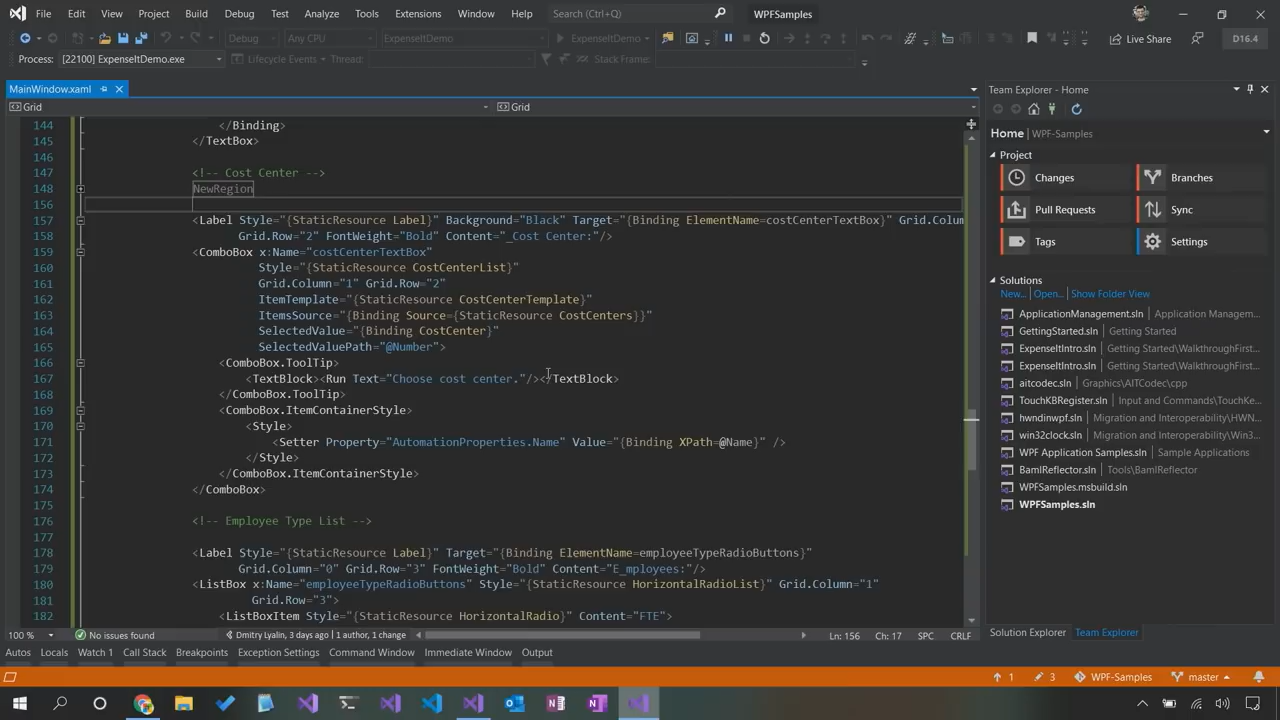 File Edit View Project Build Debug Test Analyze Tools Extensions Window Help Search (Ctrl+Q) WPFSamples
Debug Any CPU ExpenseItDemo ExpenseItDemo Live Share D16.4
Process: [22100] ExpenseItDemo.exe Lifecycle Events Thread: Stack Frame:
MainWindow.xaml
Grid Grid
144 </Binding>
145 </TextBox>
146
147 <!-- Cost Center -->
148 NewRegion
156
157 <Label Style="{StaticResource Label}" Background="Black" Target="{Binding ElementName=costCenterTextBox}" Grid.Colum
158 Grid.Row="2" FontWeight="Bold" Content="_Cost Center:"/>
159 <ComboBox x:Name="costCenterTextBox"
160 Style="{StaticResource CostCenterList}"
161 Grid.Column="1" Grid.Row="2"
162 ItemTemplate="{StaticResource CostCenterTemplate}"
163 ItemsSource="{Binding Source={StaticResource CostCenters}}"
164 SelectedValue="{Binding CostCenter}"
165 SelectedValuePath="@Number">
166 <ComboBox.ToolTip>
167 <TextBlock><Run Text="Choose cost center."/></TextBlock>
168 </ComboBox.ToolTip>
169 <ComboBox.ItemContainerStyle>
170 <Style>
171 <Setter Property="AutomationProperties.Name" Value="{Binding XPath=@Name}" />
172 </Style>
173 </ComboBox.ItemContainerStyle>
174 </ComboBox>
175
176 <!-- Employee Type List -->
177
178 <Label Style="{StaticResource Label}" Target="{Binding ElementName=employeeTypeRadioButtons}"
179 Grid.Column="0" Grid.Row="3" FontWeight="Bold" Content="E_mployees:"/>
180 <ListBox x:Name="employeeTypeRadioButtons" Style="{StaticResource HorizontalRadioList}" Grid.Column="1"
181 Grid.Row="3">
182 <ListBoxItem Style="{StaticResource HorizontalRadio}" Content="FTE">
100 % No issues found Dmitry Lyalin, 3 days ago | 1 author, 1 change Ln: 156 Ch: 17 SPC CRLF
Autos Locals Watch 1 Call Stack Breakpoints Exception Settings Command Window Immediate Window Output
Team Explorer - Home
Home WPF-Samples
Project
Changes Branches
Pull Requests Sync
Tags Settings
Solutions
New... Open... Show Folder View
ApplicationManagement.sln Application Managem...
GettingStarted.sln Getting Started
ExpenseItIntro.sln Getting Started\WalkthroughFirst...
ExpenseItIntro.sln Getting Started\WalkthroughFirst...
aitcodec.sln Graphics\AITCodec\cpp
TouchKBRegister.sln Input and Commands\TouchKe...
hwndinwpf.sln Migration and Interoperability\HWN...
win32clock.sln Migration and Interoperability\Win3...
WPF Application Samples.sln Sample Applications
BamlReflector.sln Tools\BamlReflector
WPFSamples.msbuild.sln
WPFSamples.sln
Solution Explorer Team Explorer
1 3 WPF-Samples master